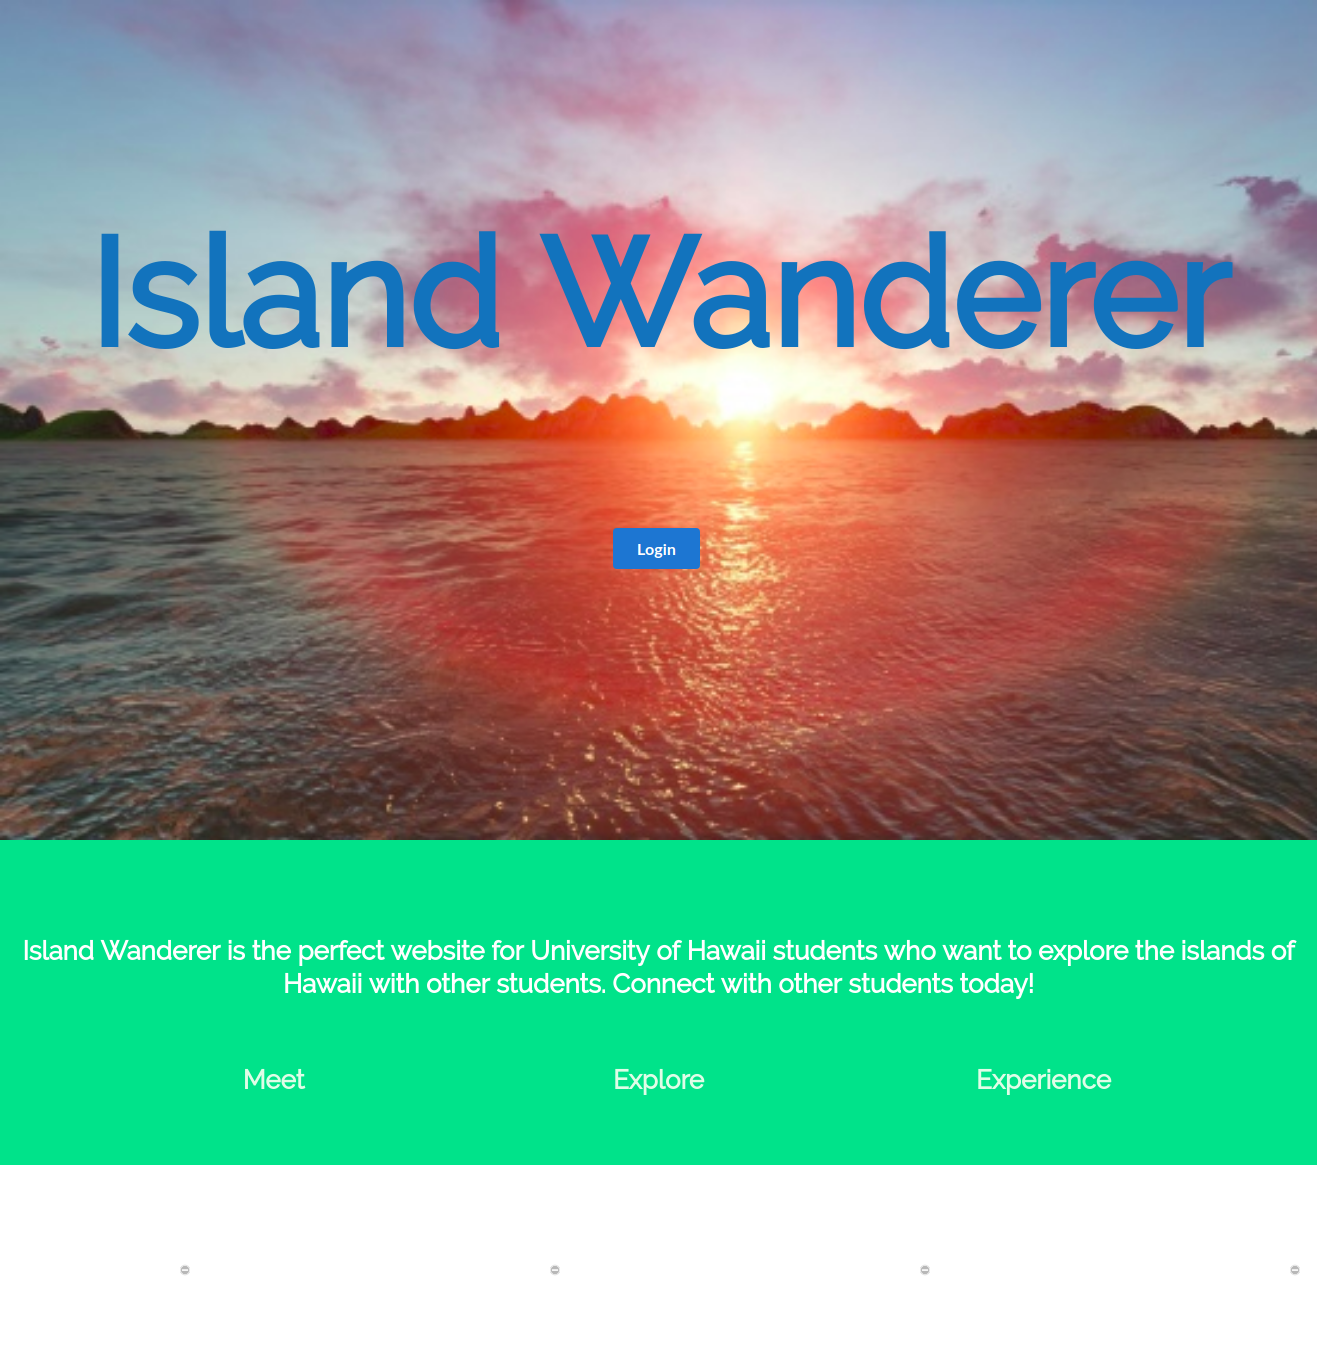 Island Wanderer
Login
Island Wanderer is the perfect website for University of Hawaii students who want to explore the islands of
Hawaii with other students. Connect with other students today!
Meet
Explore
Experience